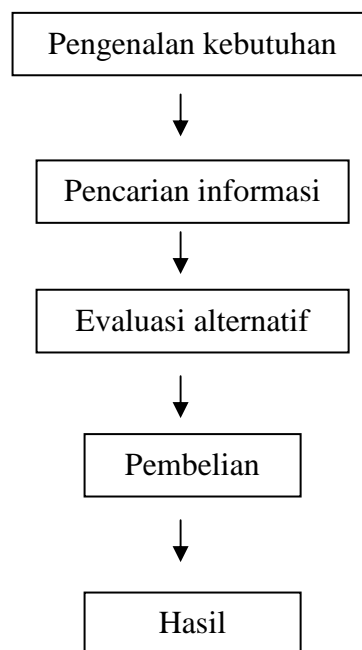 Pengenalan kebutuhan
Pencarian informasi
Evaluasi alternatif
Pembelian
Hasil